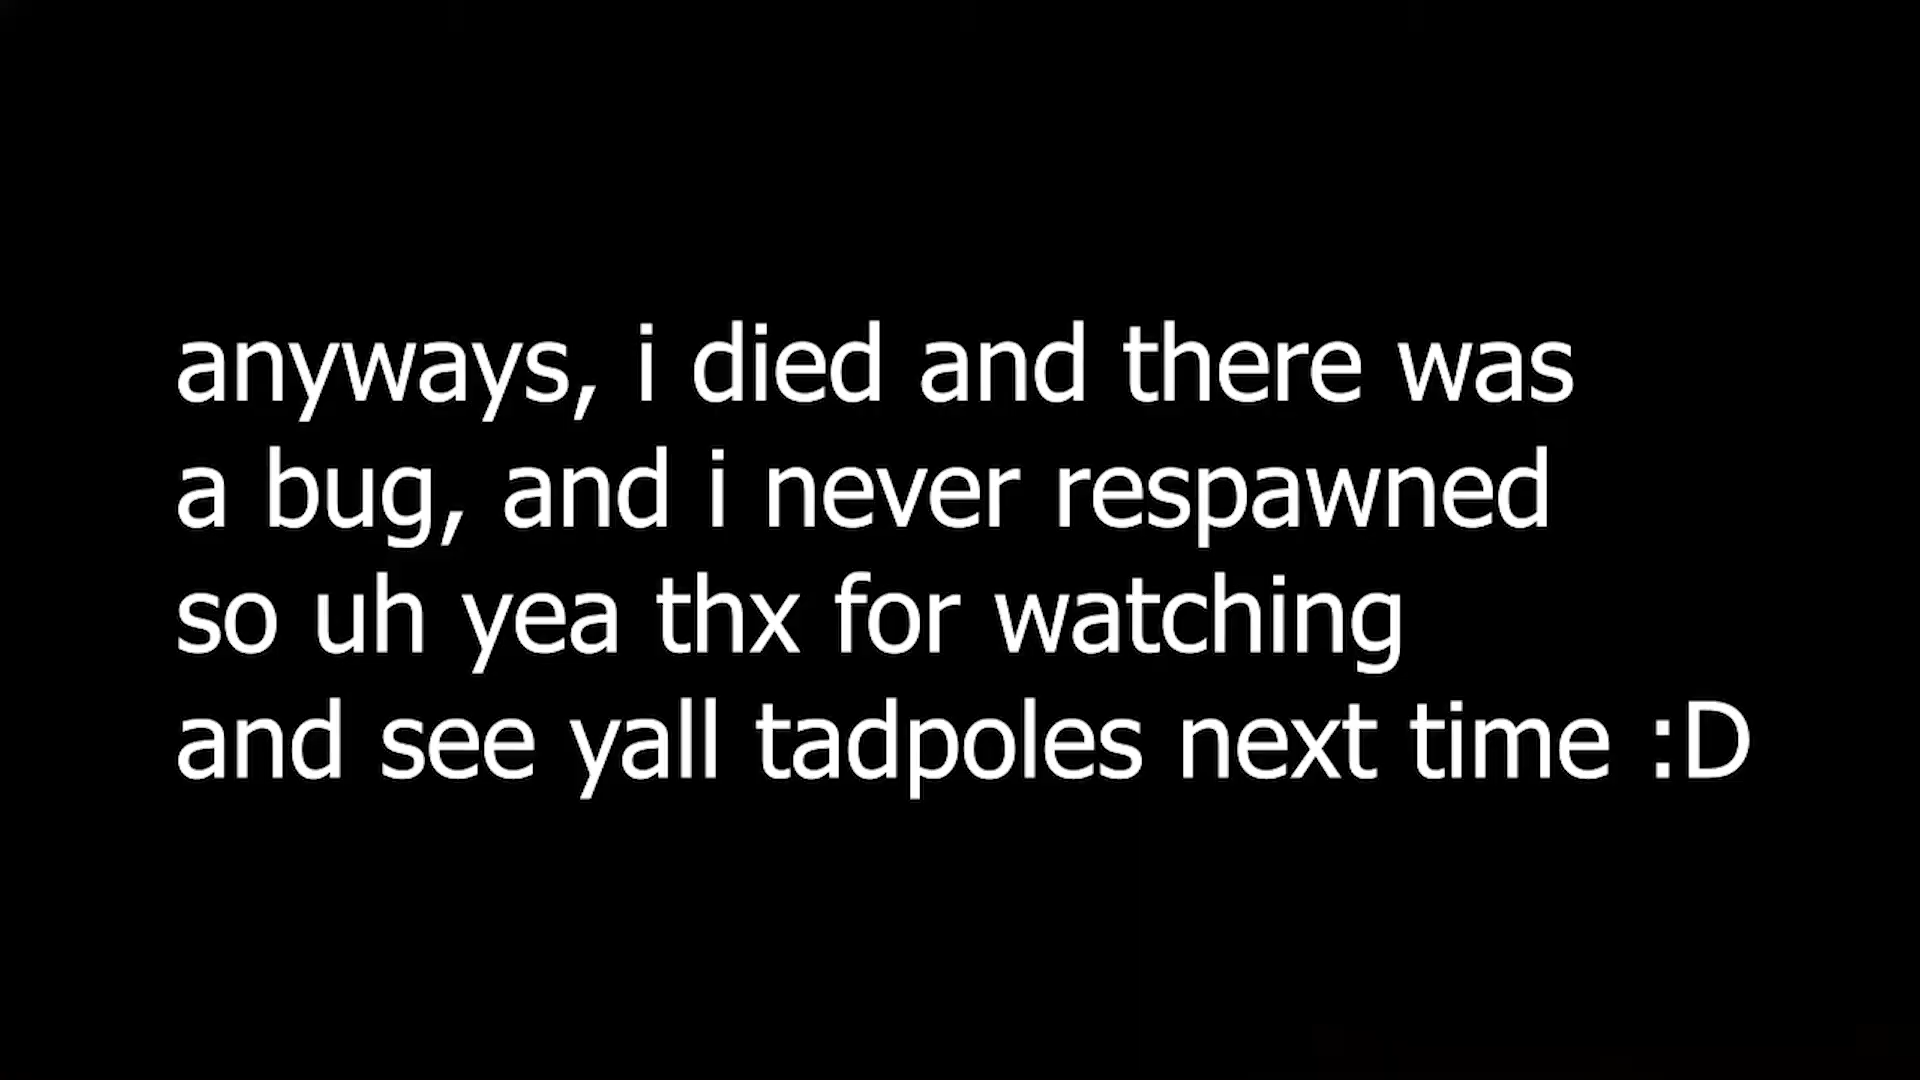 anyways, i died and there was
a bug, and i never respawned
so uh yea thx for watching
and see yall tadpoles next time :D